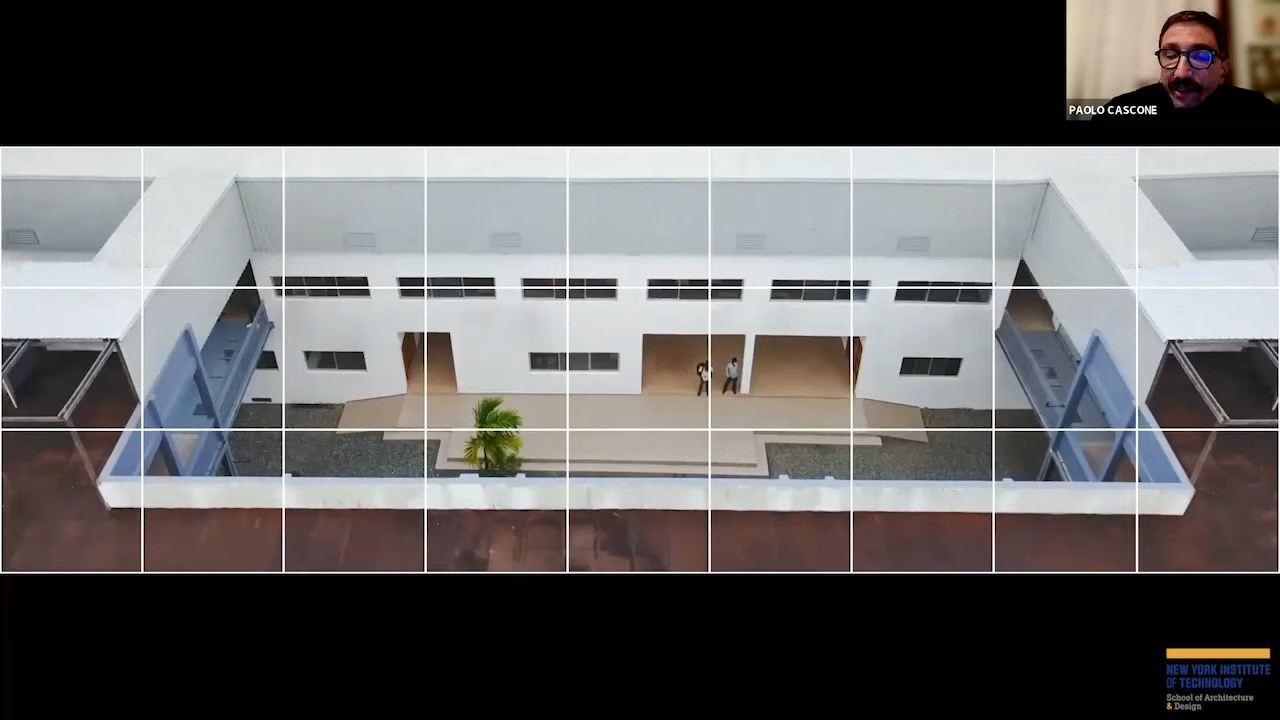 PAOLO CASCONE
NEW YORK INSTITUTE
OF TECHNOLOGY
School of Architecture
& Design